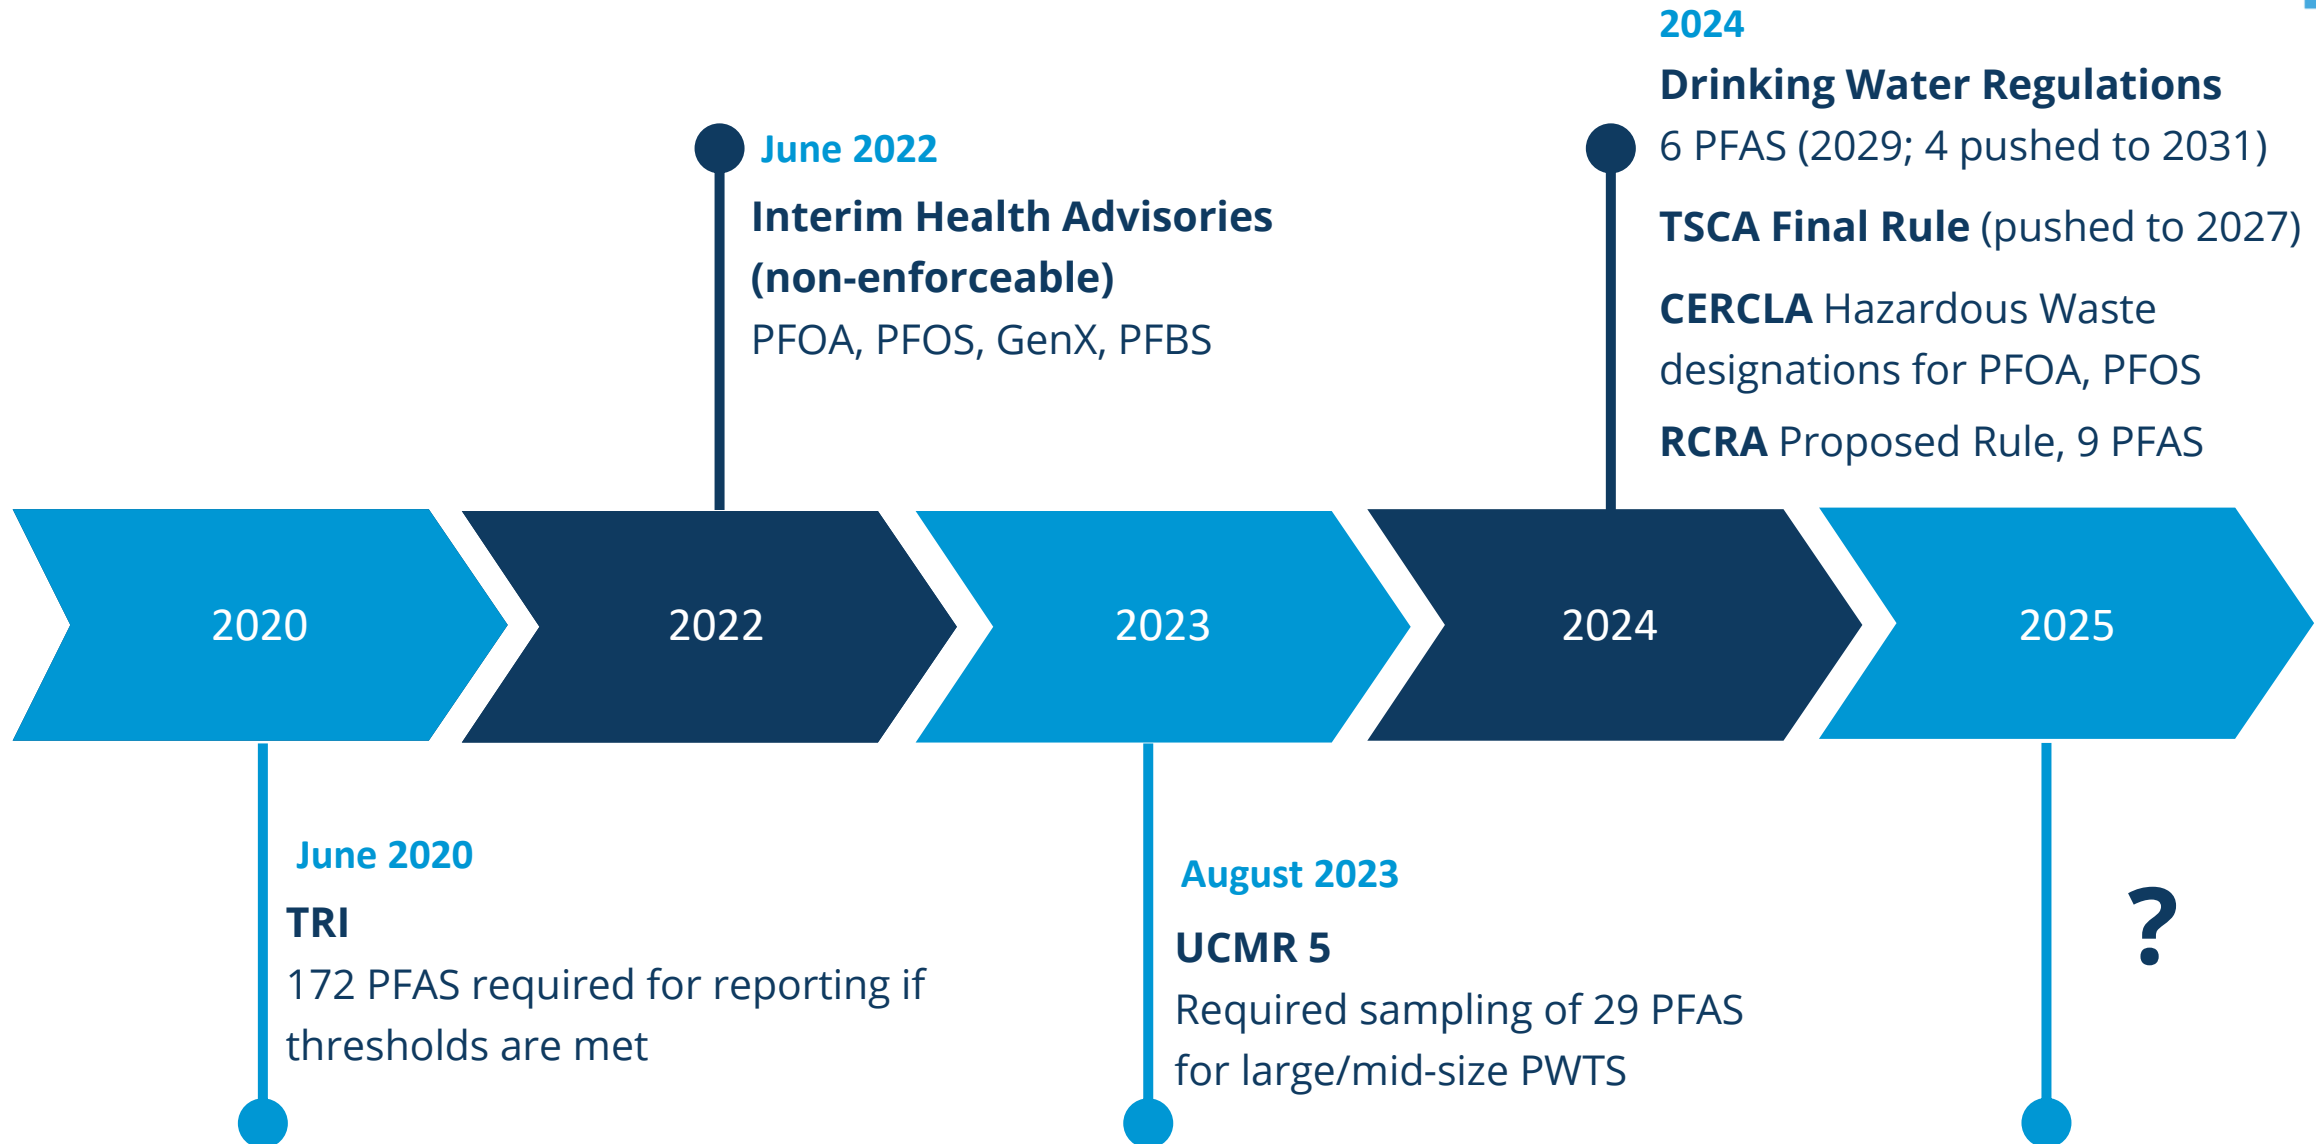 2024
Drinking Water Regulations
6 PFAS (2029; 4 pushed to 2031)
TSCA Final Rule (pushed to 2027)
CERCLA Hazardous Waste
designations for PFOA, PFOS
RCRA Proposed Rule, 9 PFAS
June 2022
Interim Health Advisories
(non-enforceable)
PFOA, PFOS, GenX, PFBS
2020
2022
2023
2024
2025
June 2020
TRI
172 PFAS required for reporting if
thresholds are met
August 2023
UCMR 5
Required sampling of 29 PFAS
for large/mid-size PWTS
?